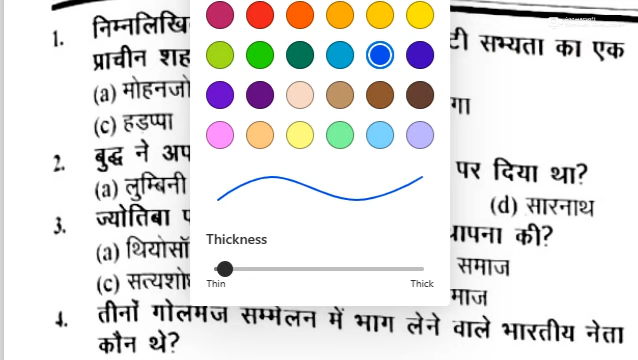 1. निम्नलिखि
टी सभ्यता का एक
प्राचीन शह
(a) मोहनजो
गा
(c) हड़प्पा
2. बुद्ध ने अप
पर दिया था?
(a) लुम्बिनी
(d) सारनाथ
3. ज्योतिबा
थापना की?
(a) थियोसॉ
समाज
(c) सत्यशो
माज
4. तीनों गोलमेज सम्मेलन में भाग लेने वाले भारतीय नेता
कौन थे?
Thickness
Thin Thick